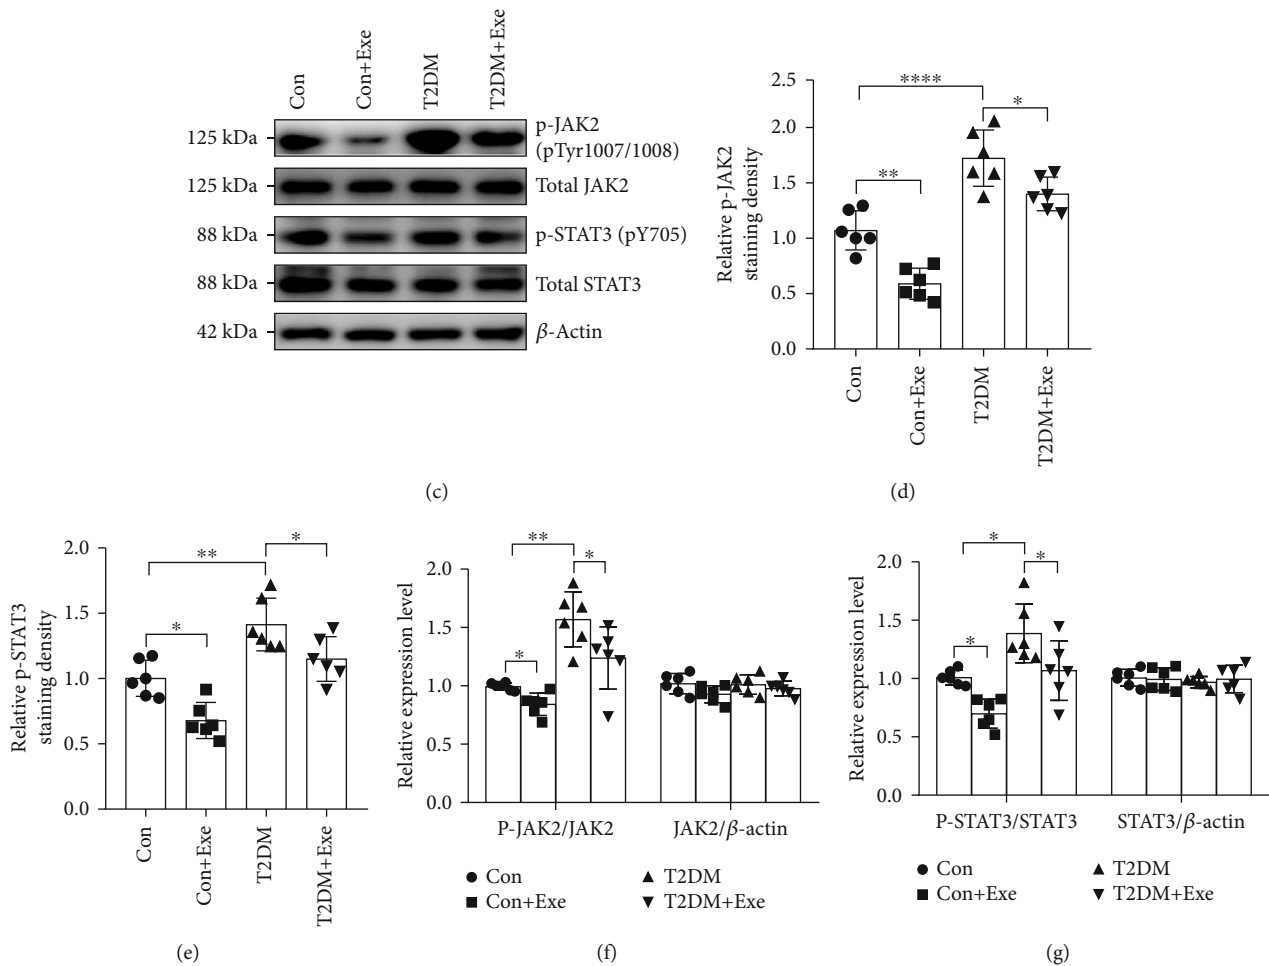 Con
Con+Exe
T2DM
T2DM+Exe
125 kDa
p-JAK2
(pTyr1007/1008)
125 kDa
Total JAK2
88 kDa
p-STAT3 (pY705)
88 kDa
Total STAT3
42 kDa
β-Actin
(c)
Relative p-JAK2
staining density
2.5
2.0
1.5
1.0
0.5
0.0
****
**
*
Con
Con+Exe
T2DM
T2DM+Exe
(d)
Relative p-STAT3
staining density
2.0
1.5
1.0
0.5
0.0
**
*
*
Con
Con+Exe
T2DM
T2DM+Exe
(e)
Relative expression level
2.0
1.5
1.0
0.5
0.0
**
*
*
P-JAK2/JAK2
JAK2/β-actin
Con
Con+Exe
T2DM
T2DM+Exe
(f)
Relative expression level
2.0
1.5
1.0
0.5
0.0
*
*
*
P-STAT3/STAT3
STAT3/β-actin
Con
Con+Exe
T2DM
T2DM+Exe
(g)